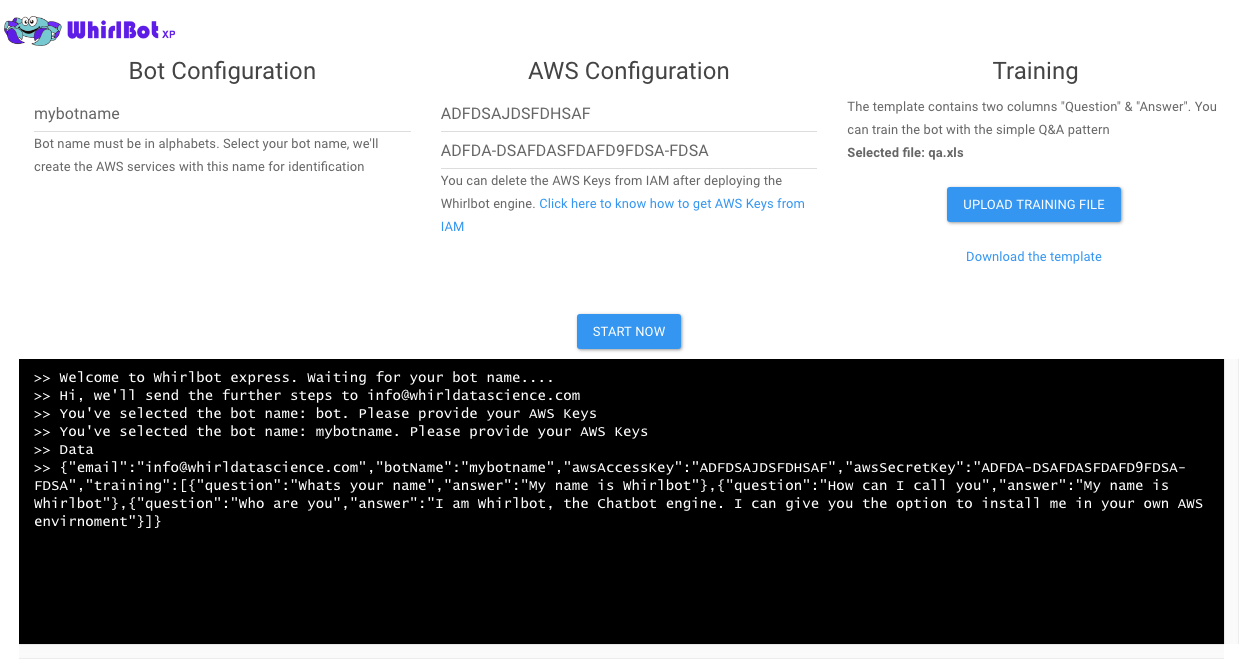 WhirlBot XP
Bot Configuration
mybotname
Bot name must be in alphabets. Select your bot name, we'll
create the AWS services with this name for identification
AWS Configuration
ADFDSAJDSFDHSAF
ADFDA-DSAFDASFDAFD9FDSA-FDSA
You can delete the AWS Keys from IAM after deploying the
Whirlbot engine. Click here to know how to get AWS Keys from
IAM
Training
The template contains two columns "Question" & "Answer". You
can train the bot with the simple Q&A pattern
Selected file: qa.xls
UPLOAD TRAINING FILE
Download the template
START NOW
>> Welcome to Whirlbot express. Waiting for your bot name....
>> Hi, we'll send the further steps to info@whirldatascience.com
>> You've selected the bot name: bot. Please provide your AWS Keys
>> You've selected the bot name: mybotname. Please provide your AWS Keys
>> Data
>> {"email":"info@whirldatascience.com","botName":"mybotname","awsAccessKey":"ADFDSAJDSFDHSAF","awsSecretKey":"ADFDA-DSAFDASFDAFD9FDSA-
FDSA","training":[{"question":"Whats your name","answer":"My name is Whirlbot"},{"question":"How can I call you","answer":"My name is
Whirlbot"},{"question":"Who are you","answer":"I am Whirlbot, the Chatbot engine. I can give you the option to install me in your own AWS
envirnoment"}]}